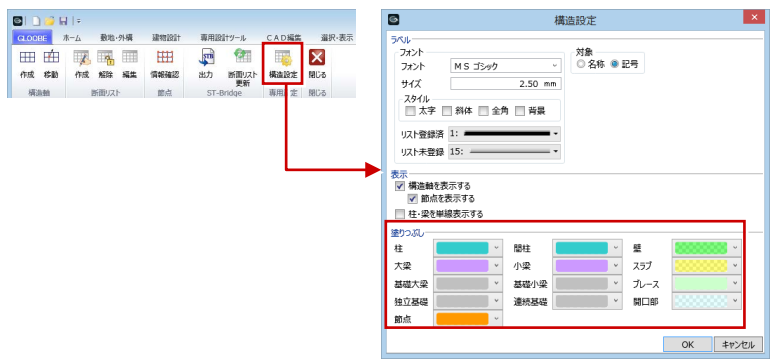 GLOOBE ホーム 敷地・外構 建物設計 専用設計ツール CAD編集 選択・表示
作成 移動 作成 解除 編集 情報確認 出力 断面リスト更新 構造設定 閉じる
構造軸 断面リスト 節点 ST-Bridge 専用設定 閉じる
構造設定
ラベル
フォント
フォント MS ゴシック
サイズ 2.50 mm
スタイル
太字 斜体 全角 背景
リスト登録済 1:
リスト未登録 15:
対象
名称 記号
表示
構造軸を表示する
節点を表示する
柱・梁を単線表示する
塗りつぶし
柱 間柱 壁
大梁 小梁 スラブ
基礎大梁 基礎小梁 ブレース
独立基礎 連続基礎 開口部
節点
OK キャンセル